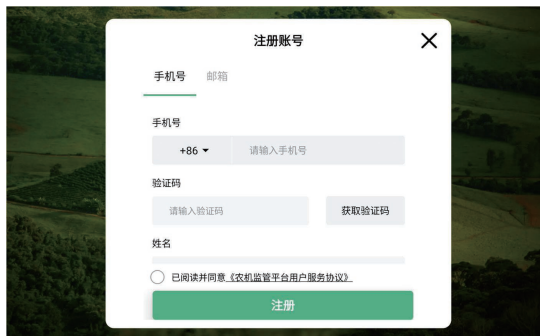 注册账号
手机号 邮箱
手机号
+86 请输入手机号
验证码
请输入验证码 获取验证码
姓名
已阅读并同意《农机监管平台用户服务协议》
注册